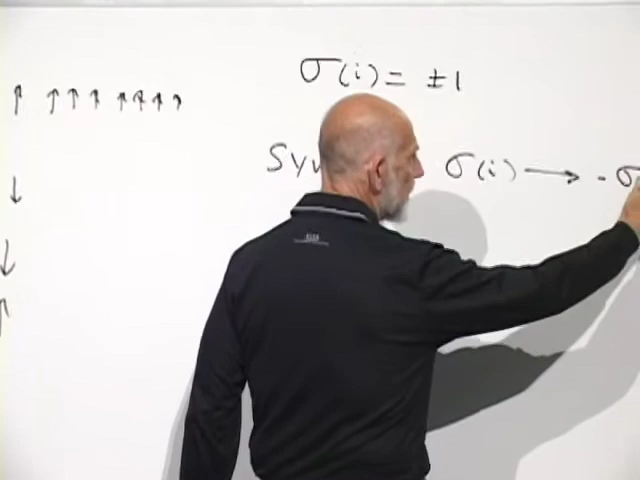 σ(i) = ±1
σ(i) → -σ